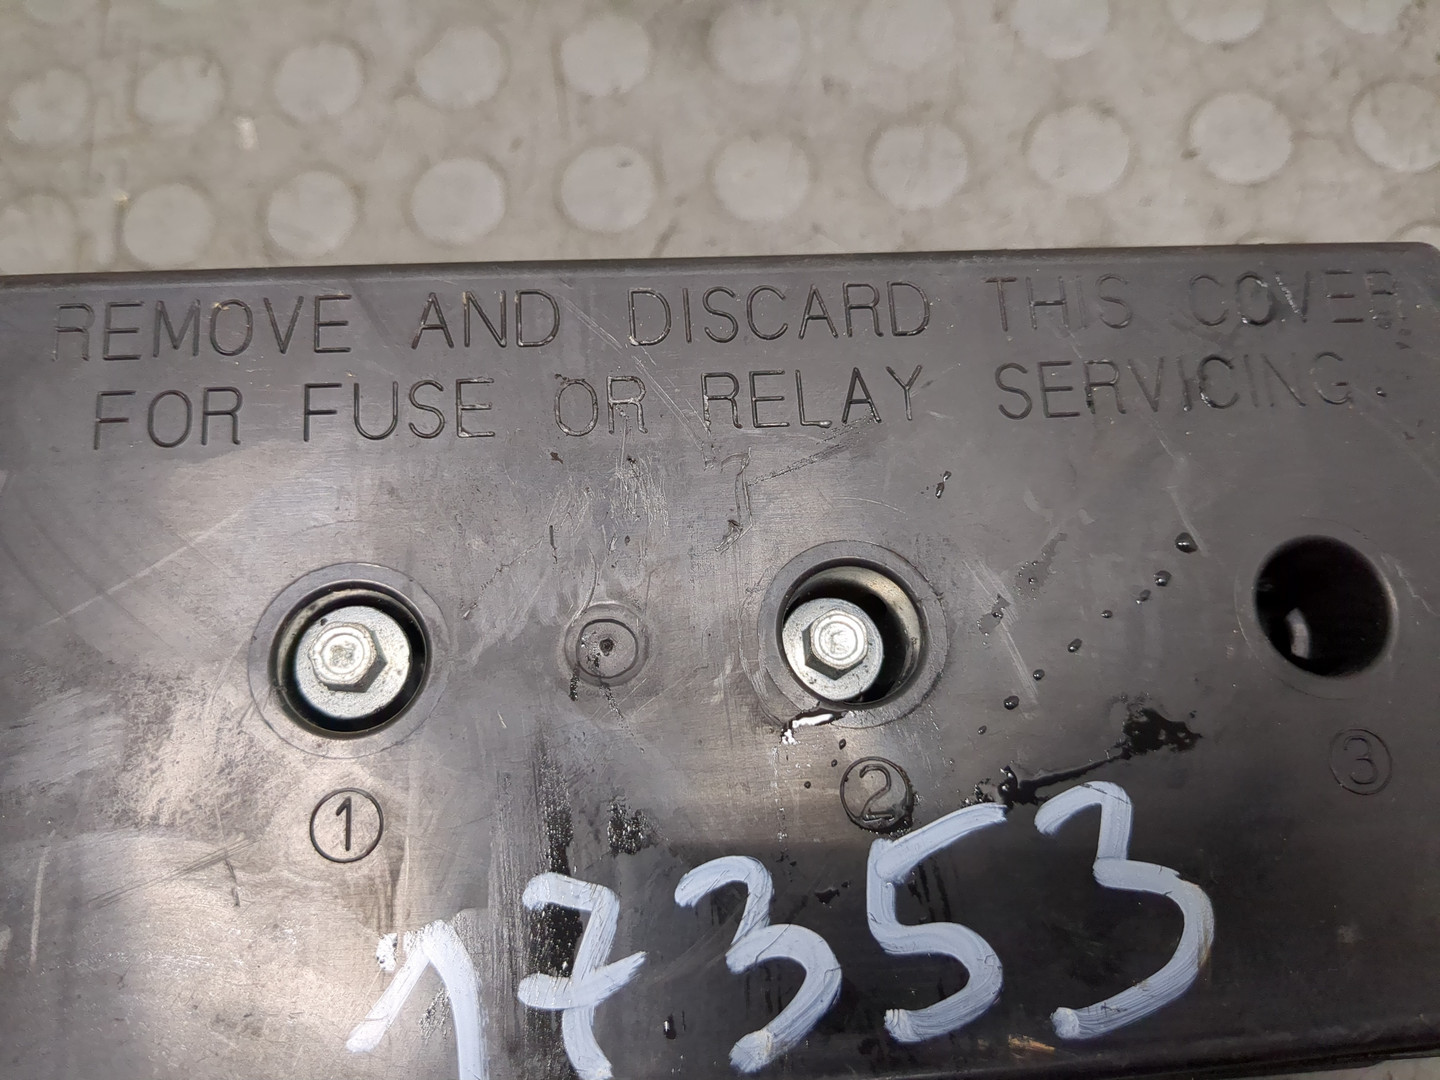 REMOVE AND DISCARD THIS COVER
FOR FUSE OR RELAY SERVICING.
1 2 3
17353